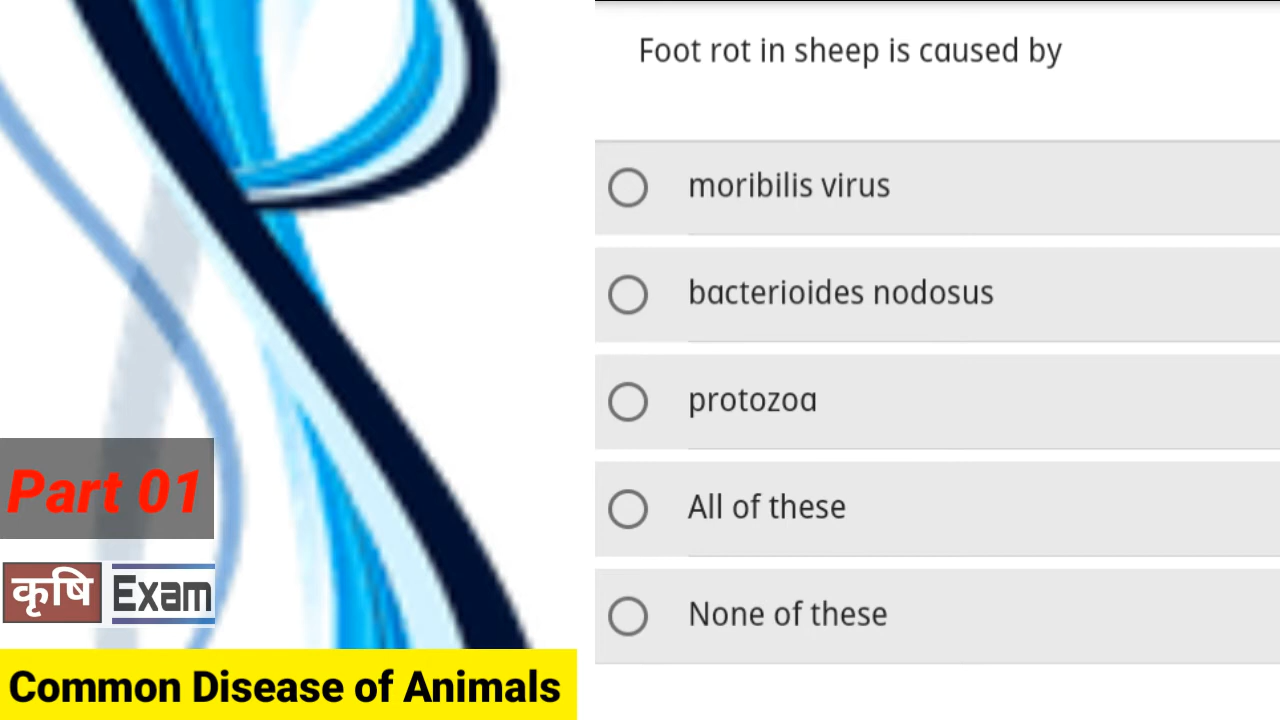 Foot rot in sheep is caused by
moribilis virus
bacterioides nodosus
protozoa
All of these
None of these
Part 01
कृषि Exam
Common Disease of Animals